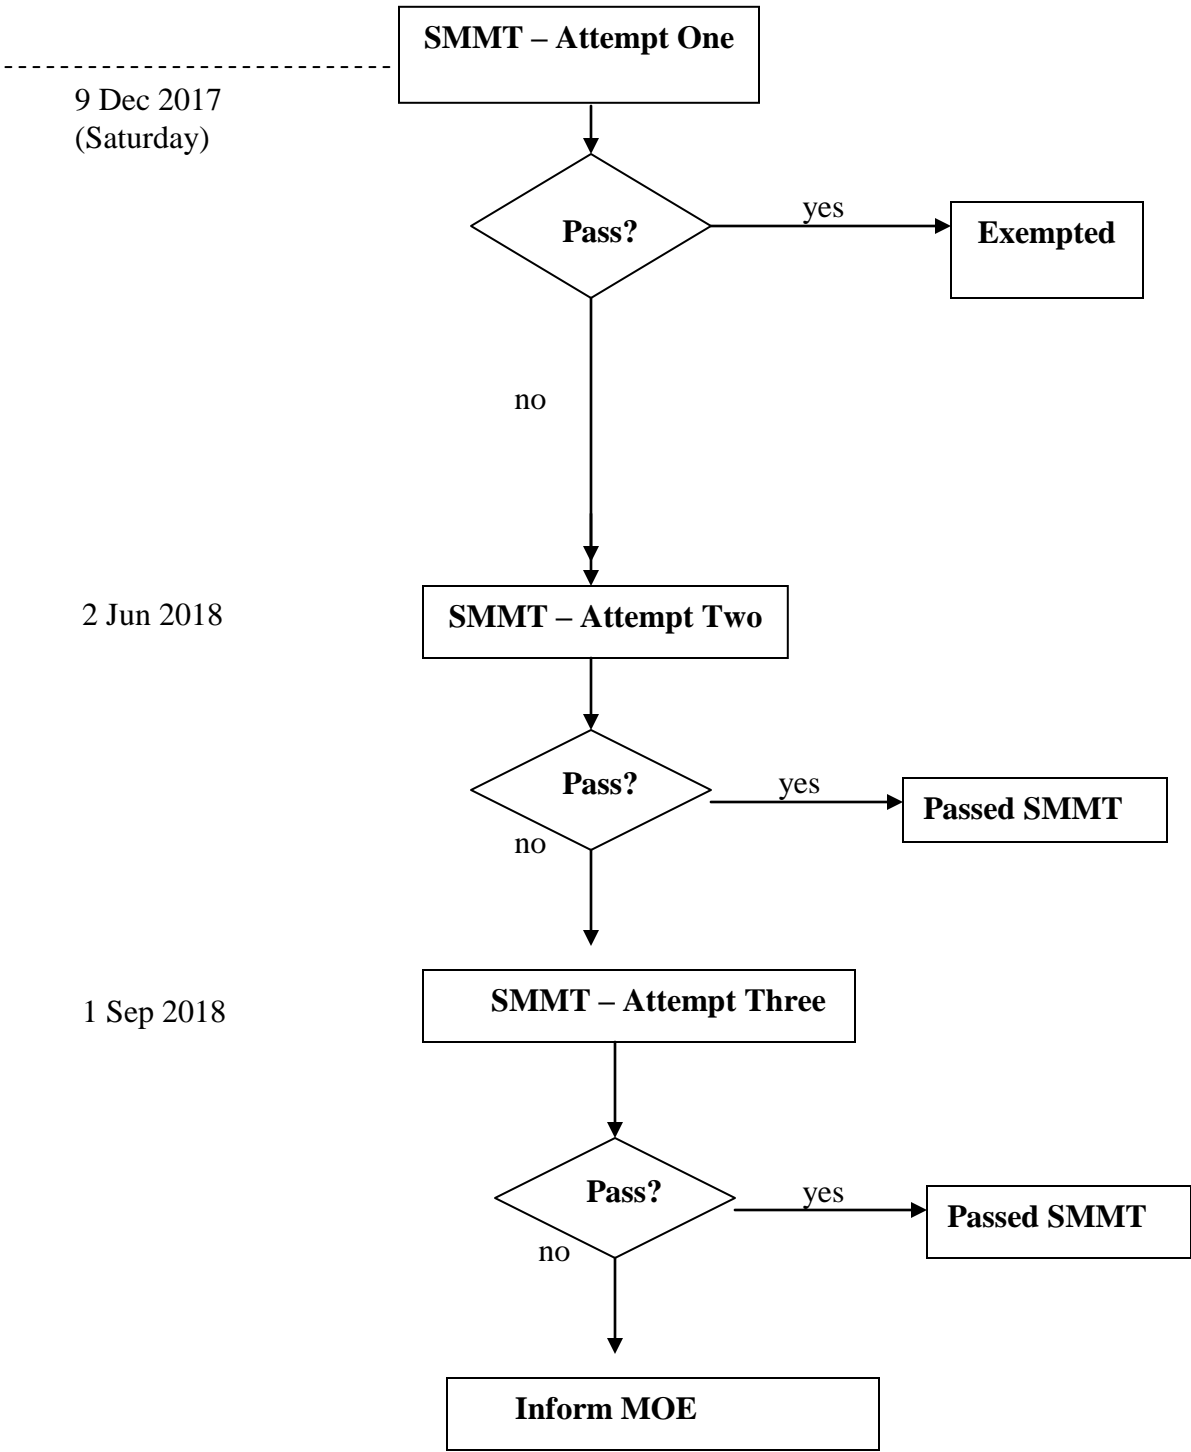 SMMT – Attempt One
9 Dec 2017
(Saturday)
Pass?
yes
Exempted
no
2 Jun 2018
SMMT – Attempt Two
Pass?
yes
Passed SMMT
no
1 Sep 2018
SMMT – Attempt Three
Pass?
yes
Passed SMMT
no
Inform MOE